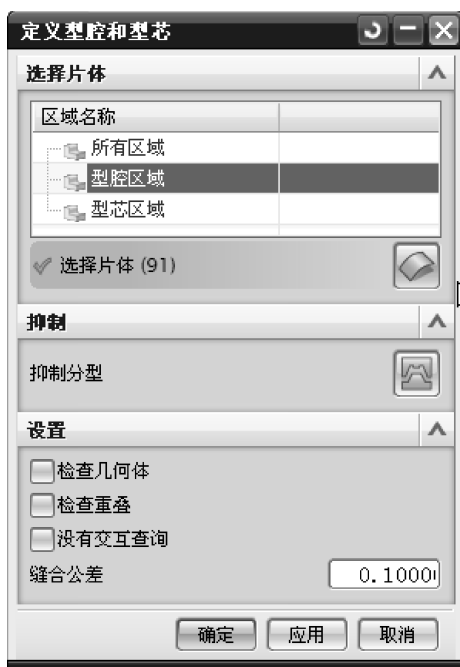 定义型腔和型芯
选择片体
区域名称
所有区域
型腔区域
型芯区域
选择片体 (91)
抑制
抑制分型
设置
检查几何体
检查重叠
没有交互查询
缝合公差 0.1000
确定 应用 取消